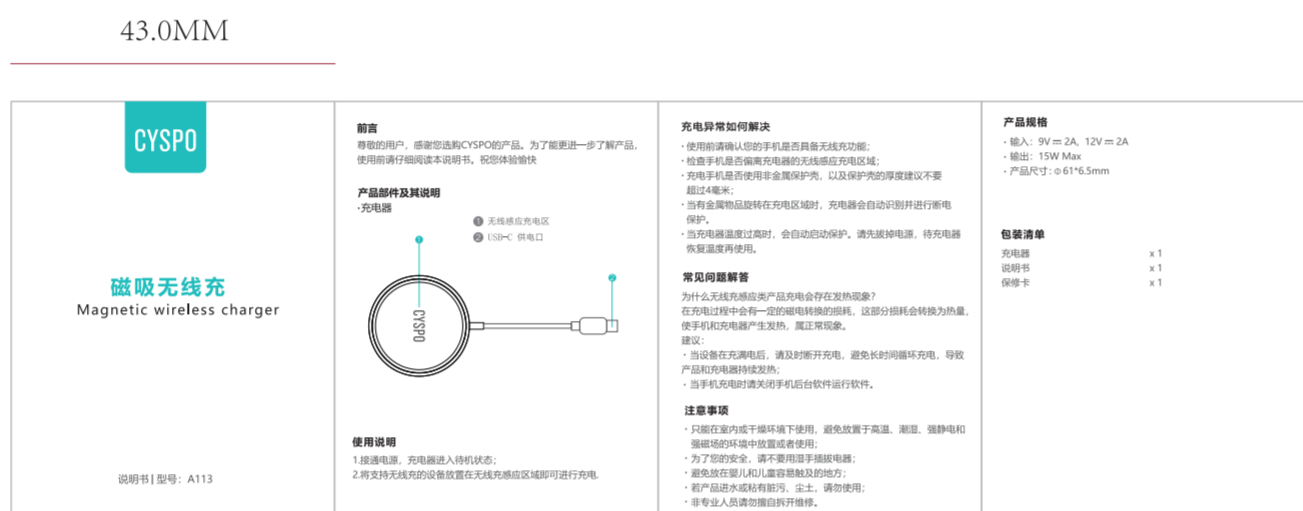 43.0MM
CYSPO
磁吸无线充
Magnetic wireless charger
说明书|型号：A113
前言
尊敬的用户，感谢您选购CYSPO的产品。为了能更进一步了解产品，
使用前请仔细阅读本说明书。祝您体验愉快
产品部件及其说明
·充电器
1 无线感应充电区
2 USB-C 供电口
1
2
CYSPO
使用说明
1.接通电源，充电器进入待机状态；
2.将支持无线充的设备放置在无线充感应区域即可进行充电.
充电异常如何解决
·使用前请确认您的手机是否具备无线充功能；
·检查手机是否偏离充电器的无线感应充电区域；
·充电手机是否使用非金属保护壳，以及保护壳的厚度建议不要
超过4毫米；
·当有金属物品旋转在充电区域时，充电器会自动识别并进行断电
保护。
·当充电器温度过高时，会自动启动保护。请先拔掉电源，待充电器
恢复温度再使用。
常见问题解答
为什么无线充感应类产品充电会存在发热现象？
在充电过程中会有一定的磁电转换的损耗，这部分损耗会转换为热量，
使手机和充电器产生发热，属正常现象。
建议：
·当设备在充满电后，请及时断开充电，避免长时间循环充电，导致
产品和充电器持续发热；
·当手机充电时请关闭手机后台软件运行软件。
注意事项
·只能在室内或干燥环境下使用，避免放置于高温、潮湿、强静电和
强磁场的环境中放置或者使用；
·为了您的安全，请不要用湿手插拔电器；
·避免放在婴儿和儿童容易触及的地方；
·若产品进水或粘有脏污、尘土，请勿使用；
·非专业人员请勿擅自拆开维修。
产品规格
·输入：9V⎓2A，12V⎓2A
·输出：15W Max
·产品尺寸：Φ61*6.5mm
包装清单
充电器 x 1
说明书 x 1
保修卡 x 1